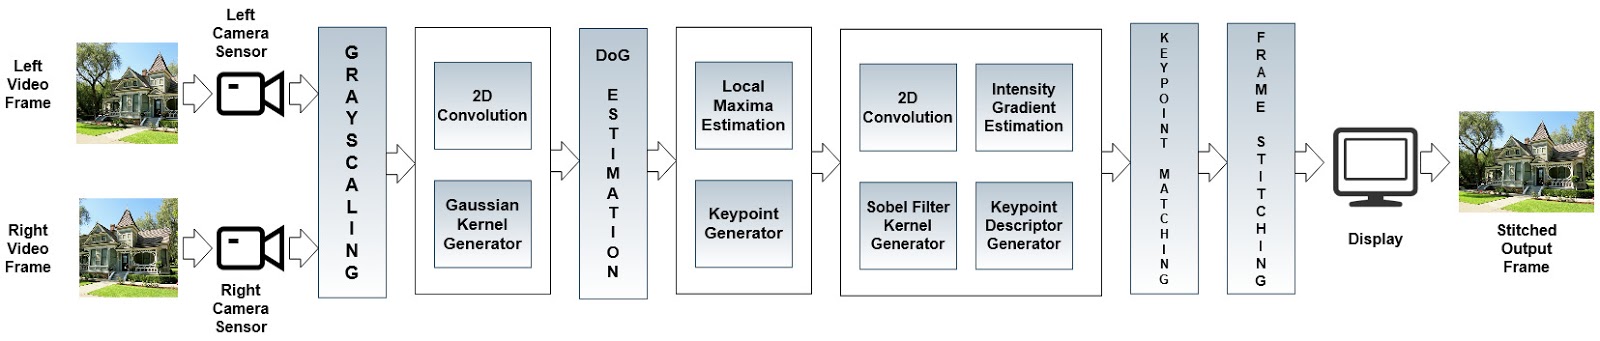 Left
Video
Frame
Left
Camera
Sensor
Right
Video
Frame
Right
Camera
Sensor
GRAYSCALING
2D
Convolution
Gaussian
Kernel
Generator
DoG
ESTIMATION
Local
Maxima
Estimation
Keypoint
Generator
2D
Convolution
Intensity
Gradient
Estimation
Sobel Filter
Kernel
Generator
Keypoint
Descriptor
Generator
KEYPOINT MATCHING
FRAME STITCHING
Display
Stitched
Output
Frame